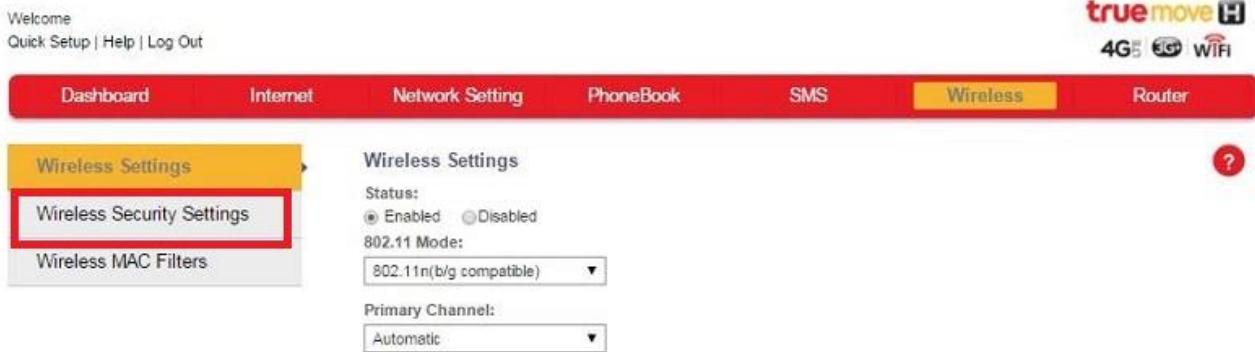 Welcome
Quick Setup | Help | Log Out
truemove H
4G LTE 3G+ WiFi
Dashboard Internet Network Setting PhoneBook SMS Wireless Router
Wireless Settings
Wireless Security Settings
Wireless MAC Filters
Wireless Settings
?
Status:
Enabled Disabled
802.11 Mode:
802.11n(b/g compatible)
Primary Channel:
Automatic